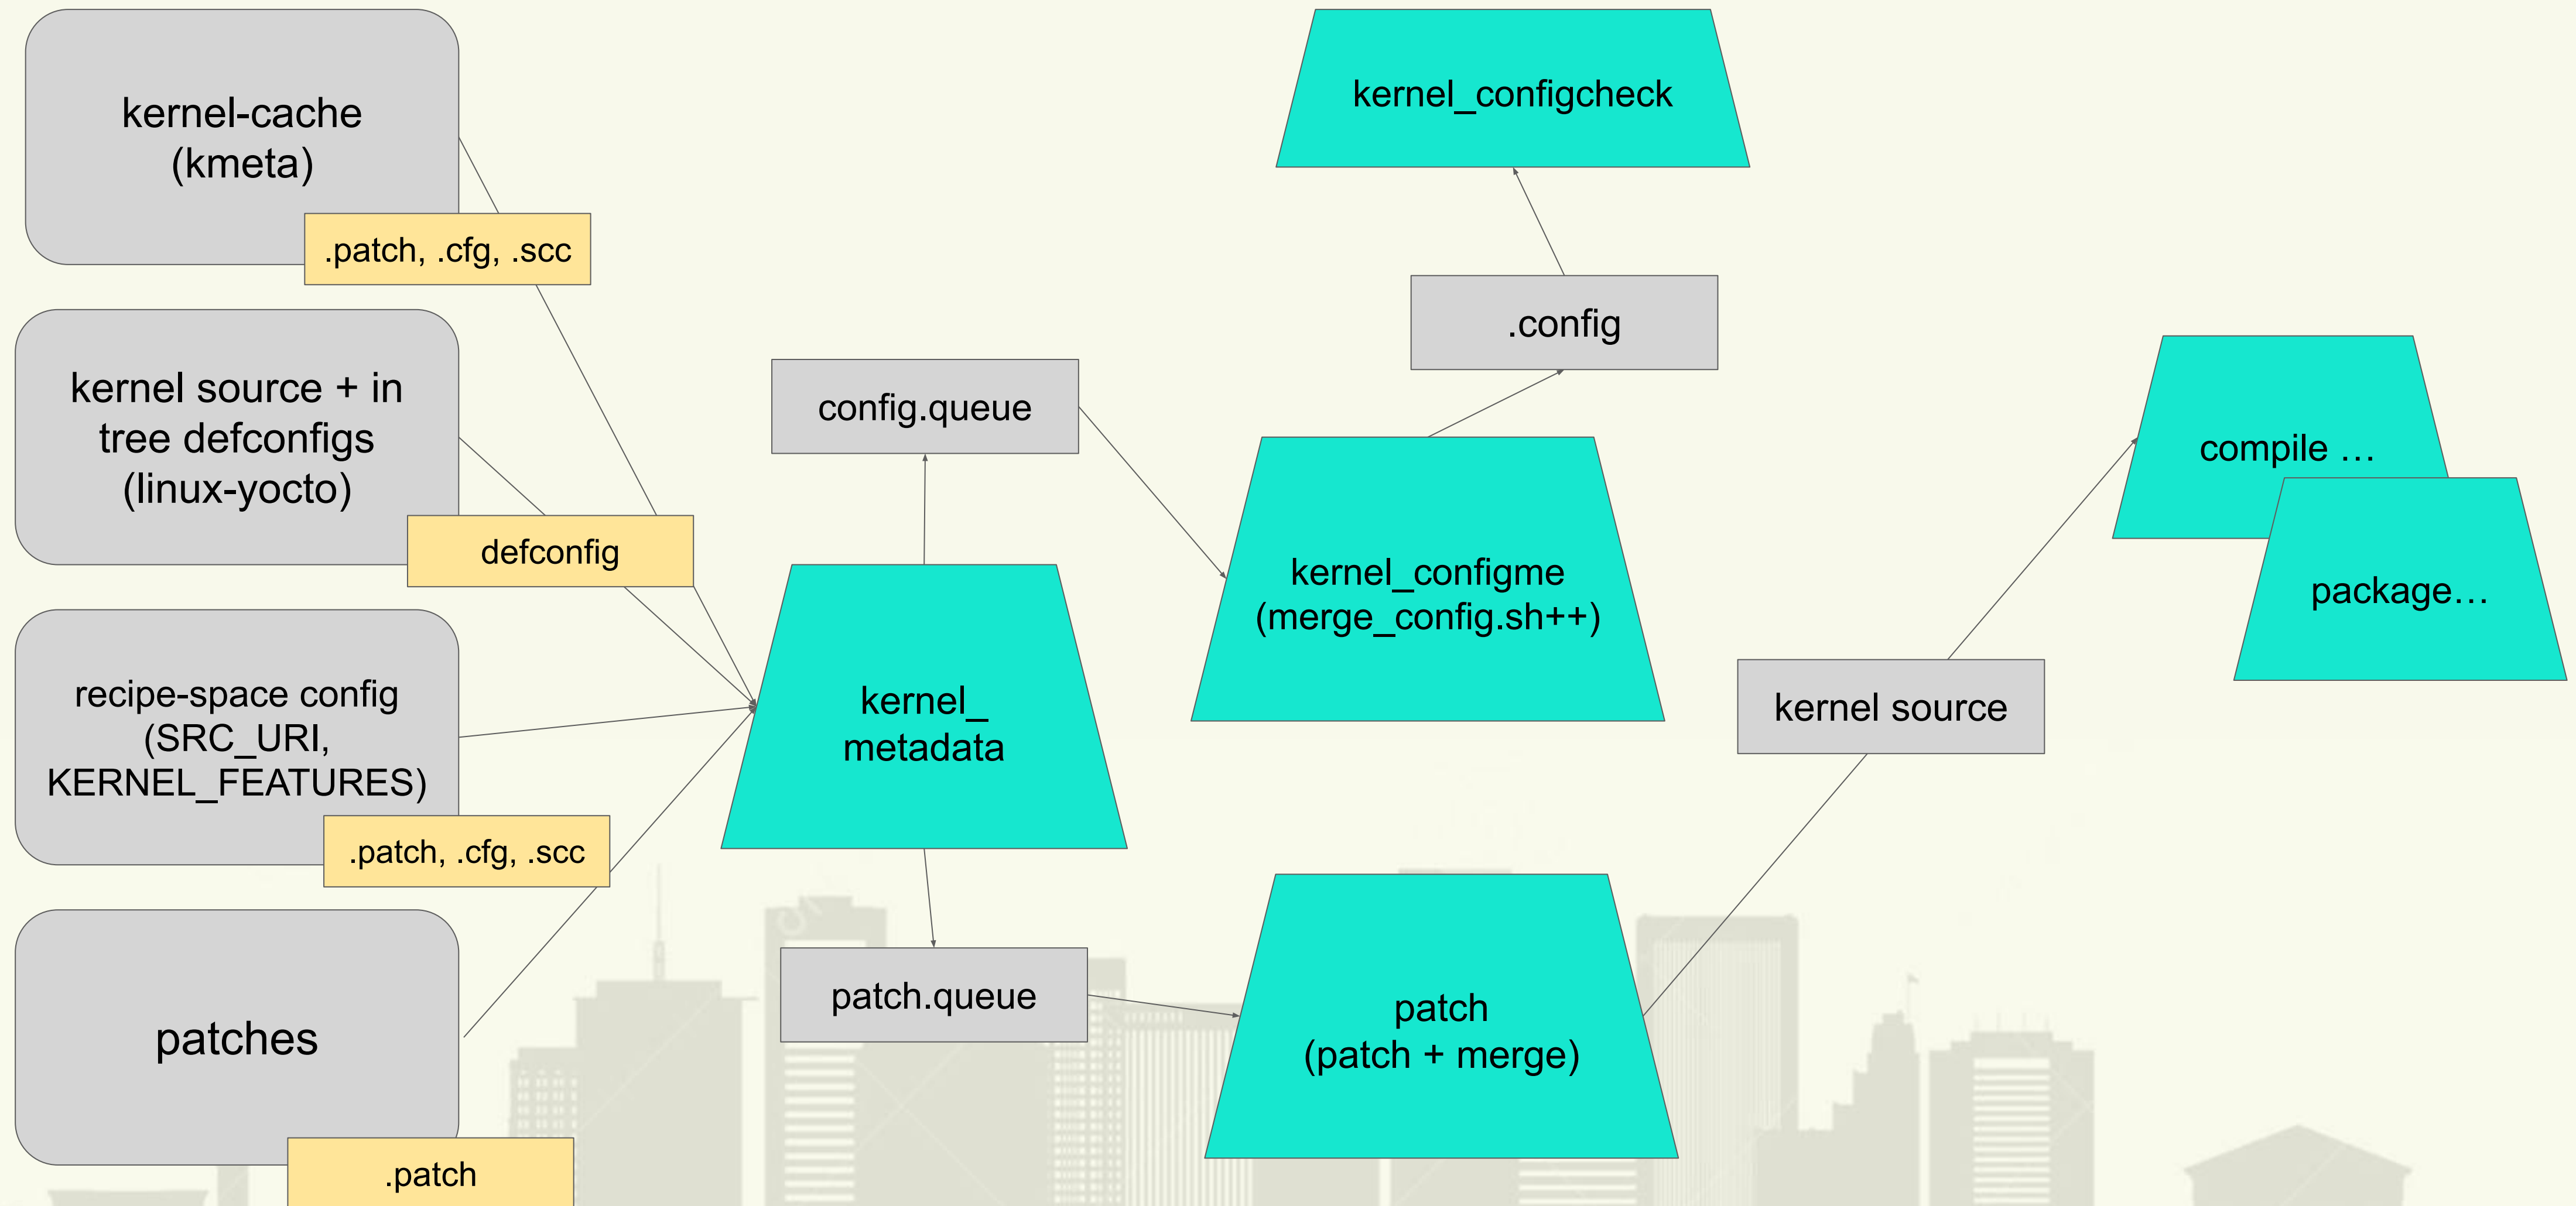 kernel-cache
(kmeta)
.patch, .cfg, .scc
kernel source + in
tree defconfigs
(linux-yocto)
defconfig
recipe-space config
(SRC_URI,
KERNEL_FEATURES)
.patch, .cfg, .scc
patches
.patch
config.queue
kernel_
metadata
patch.queue
kernel_configcheck
.config
kernel_configme
(merge_config.sh++)
patch
(patch + merge)
kernel source
compile …
package…